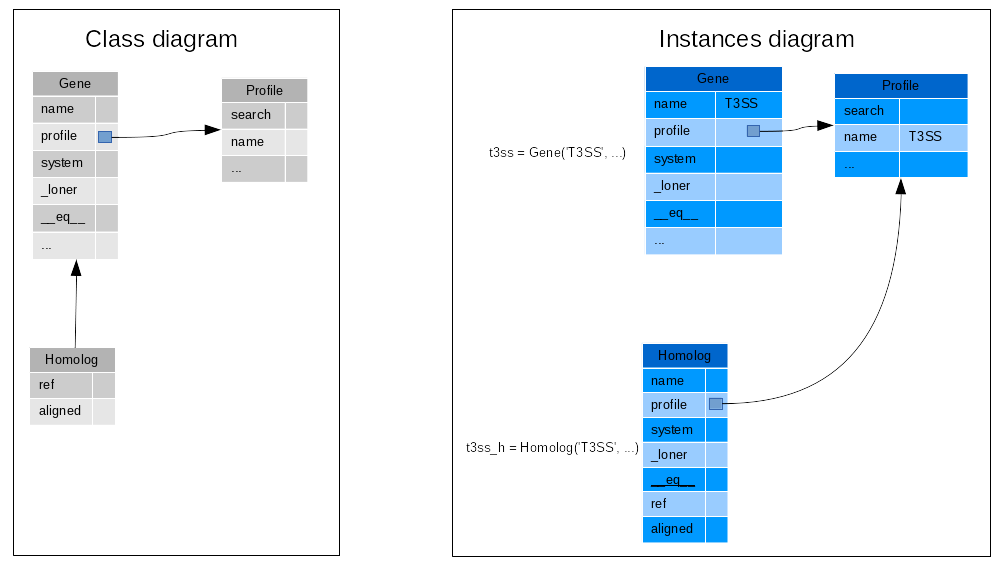 Class diagram
Gene
name
profile
system
_loner
__eq__
...
Profile
search
name
...
Homolog
ref
aligned
Instances diagram
t3ss = Gene('T3SS', ...)
Gene
name T3SS
profile
system
_loner
__eq__
...
Profile
search
name T3SS
...
t3ss_h = Homolog('T3SS', ...)
Homolog
name
profile
system
_loner
__eq__
ref
aligned